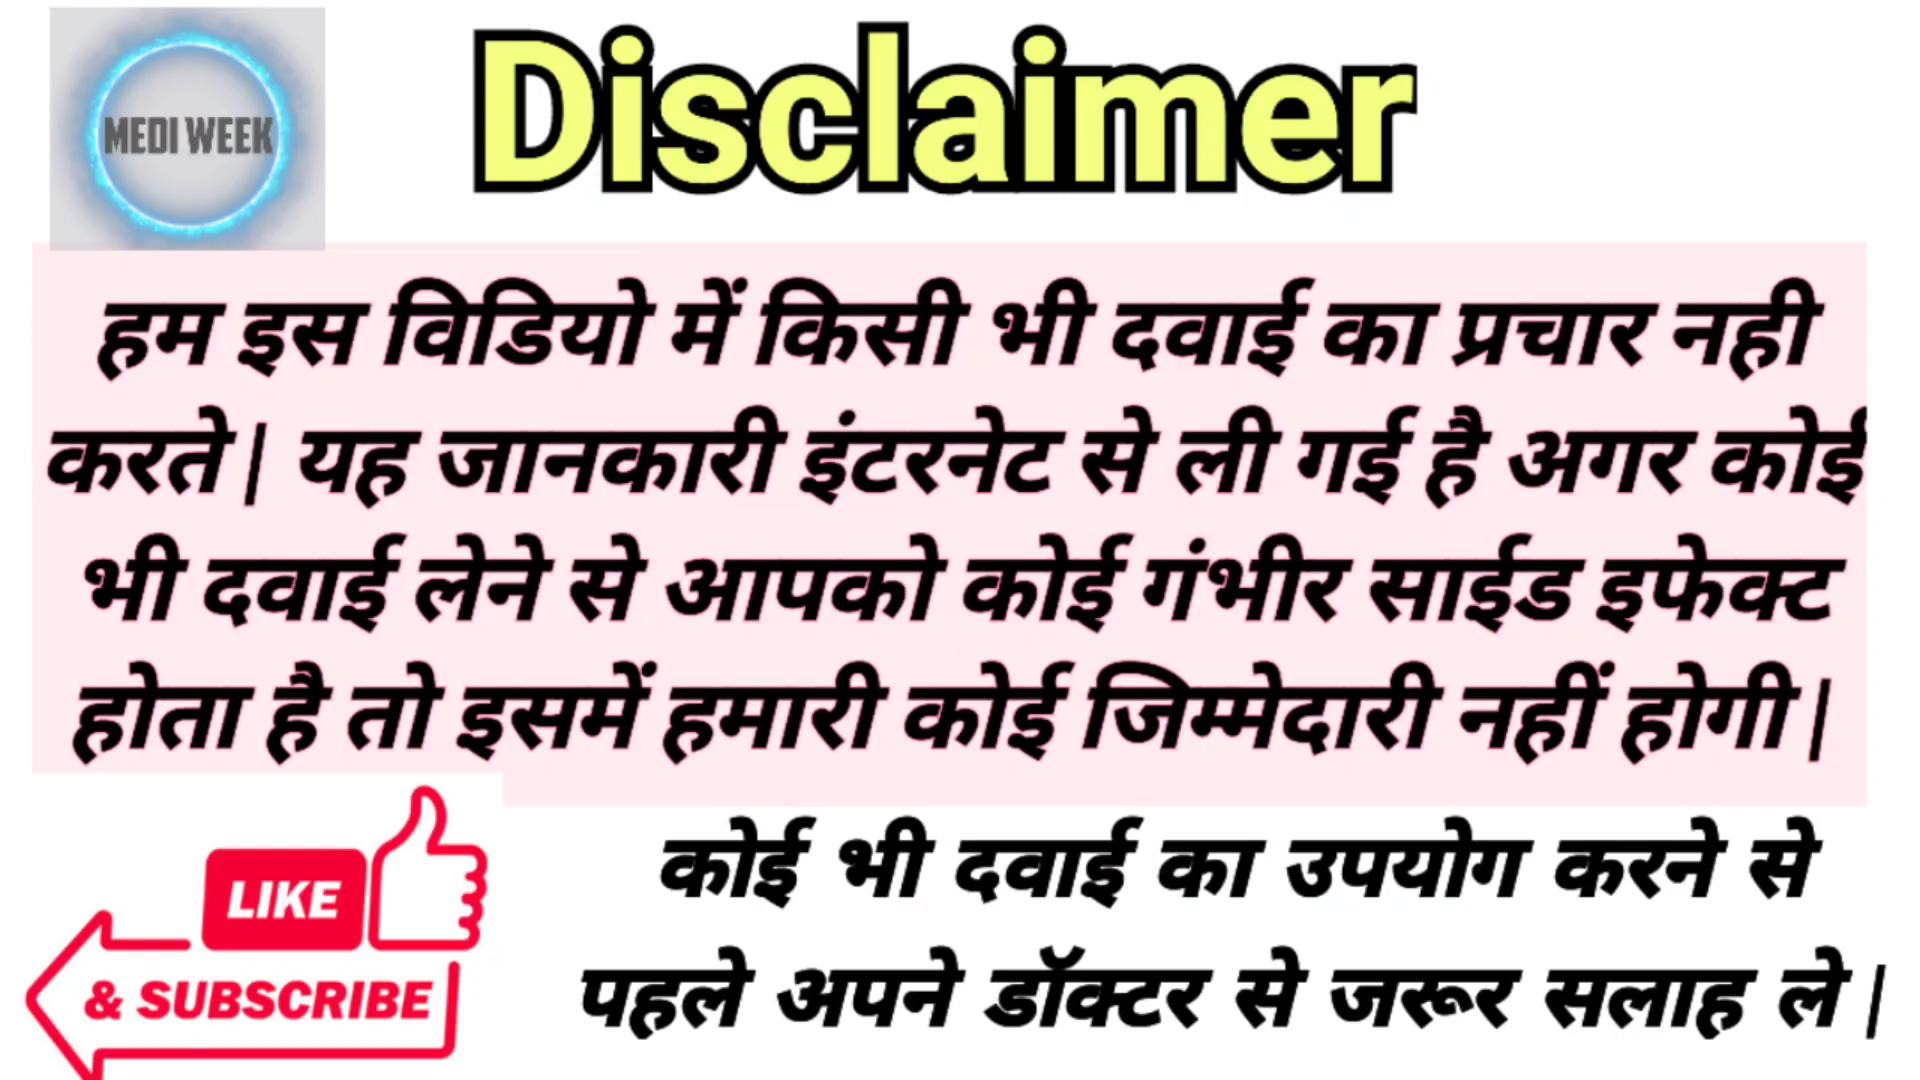 MEDI WEEK
Disclaimer
हम इस विडियो में किसी भी दवाई का प्रचार नही
करते| यह जानकारी इंटरनेट से ली गई है अगर कोई
भी दवाई लेने से आपको कोई गंभीर साईड इफेक्ट
होता है तो इसमें हमारी कोई जिम्मेदारी नहीं होगी|
कोई भी दवाई का उपयोग करने से
पहले अपने डॉक्टर से जरूर सलाह ले|
LIKE
& SUBSCRIBE